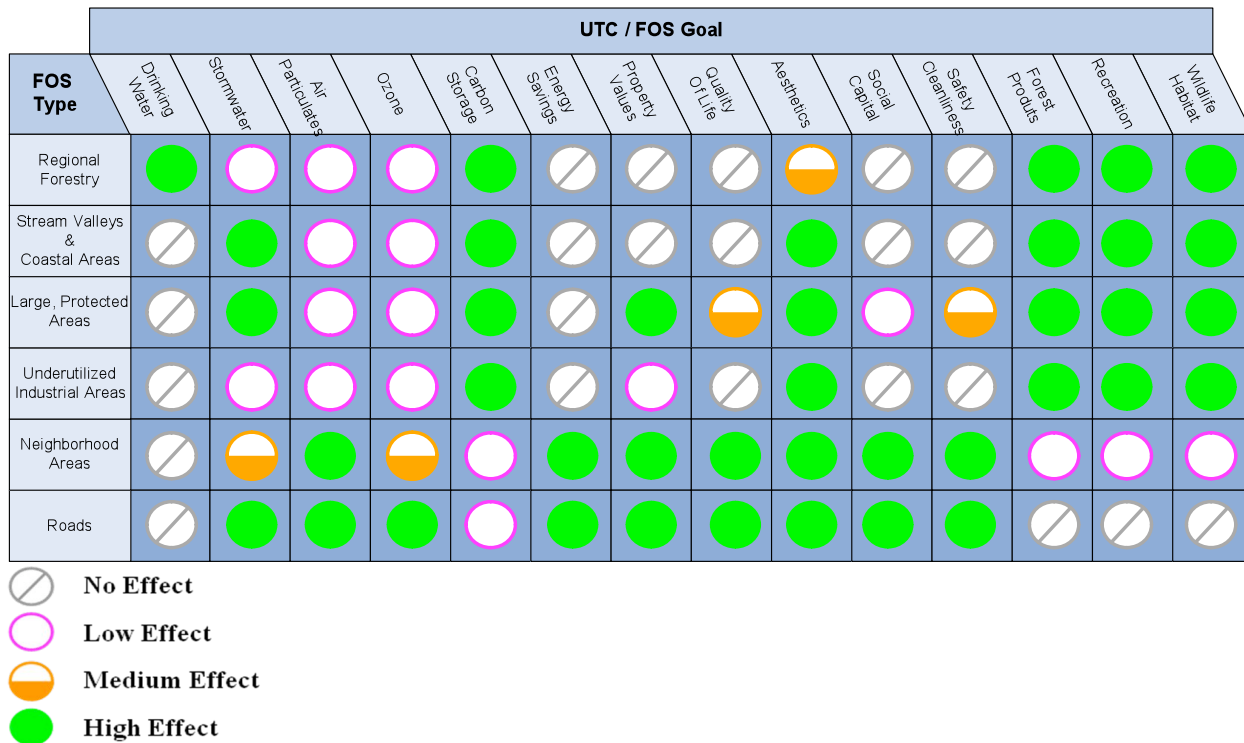 UTC / FOS Goal
FOS
Type
Drinking
Water
Stormwater
Air
Particulates
Ozone
Carbon
Storage
Energy
Savings
Property
Values
Quality
Of Life
Aesthetics
Social
Capital
Safety
Cleanliness
Forest
Produts
Recreation
Wildlife
Habitat
Regional
Forestry
Stream Valleys
&
Coastal Areas
Large, Protected
Areas
Underutilized
Industrial Areas
Neighborhood
Areas
Roads
No Effect
Low Effect
Medium Effect
High Effect